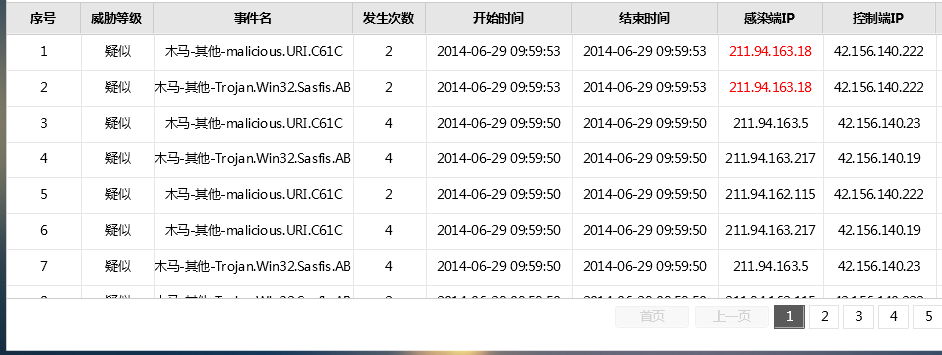 序号 威胁等级 事件名 发生次数 开始时间 结束时间 感染端IP 控制端IP
1 疑似 木马-其他-malicious.URI.C61C 2 2014-06-29 09:59:53 2014-06-29 09:59:53 211.94.163.18 42.156.140.222
2 疑似 木马-其他-Trojan.Win32.Sasfis.AB 2 2014-06-29 09:59:53 2014-06-29 09:59:53 211.94.163.18 42.156.140.222
3 疑似 木马-其他-malicious.URI.C61C 4 2014-06-29 09:59:50 2014-06-29 09:59:50 211.94.163.5 42.156.140.23
4 疑似 木马-其他-Trojan.Win32.Sasfis.AB 4 2014-06-29 09:59:50 2014-06-29 09:59:50 211.94.163.217 42.156.140.19
5 疑似 木马-其他-malicious.URI.C61C 2 2014-06-29 09:59:50 2014-06-29 09:59:50 211.94.162.115 42.156.140.222
6 疑似 木马-其他-malicious.URI.C61C 4 2014-06-29 09:59:50 2014-06-29 09:59:50 211.94.163.217 42.156.140.19
7 疑似 木马-其他-Trojan.Win32.Sasfis.AB 4 2014-06-29 09:59:50 2014-06-29 09:59:50 211.94.163.5 42.156.140.23
首页 上一页 1 2 3 4 5